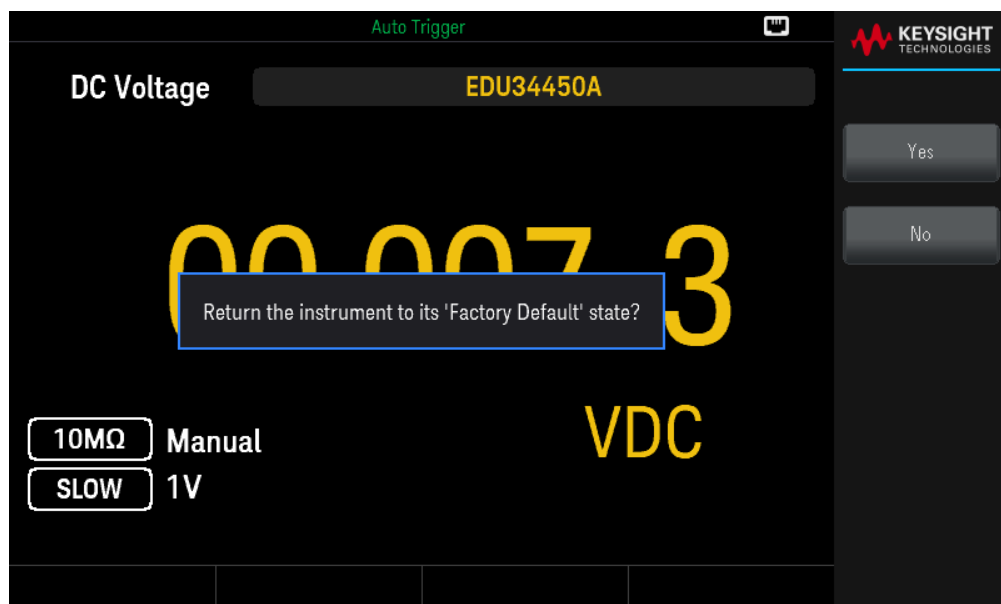 Auto Trigger
KEYSIGHT
TECHNOLOGIES
DC Voltage
EDU34450A
Yes
No
Return the instrument to its 'Factory Default' state?
VDC
10MΩ Manual
SLOW 1V